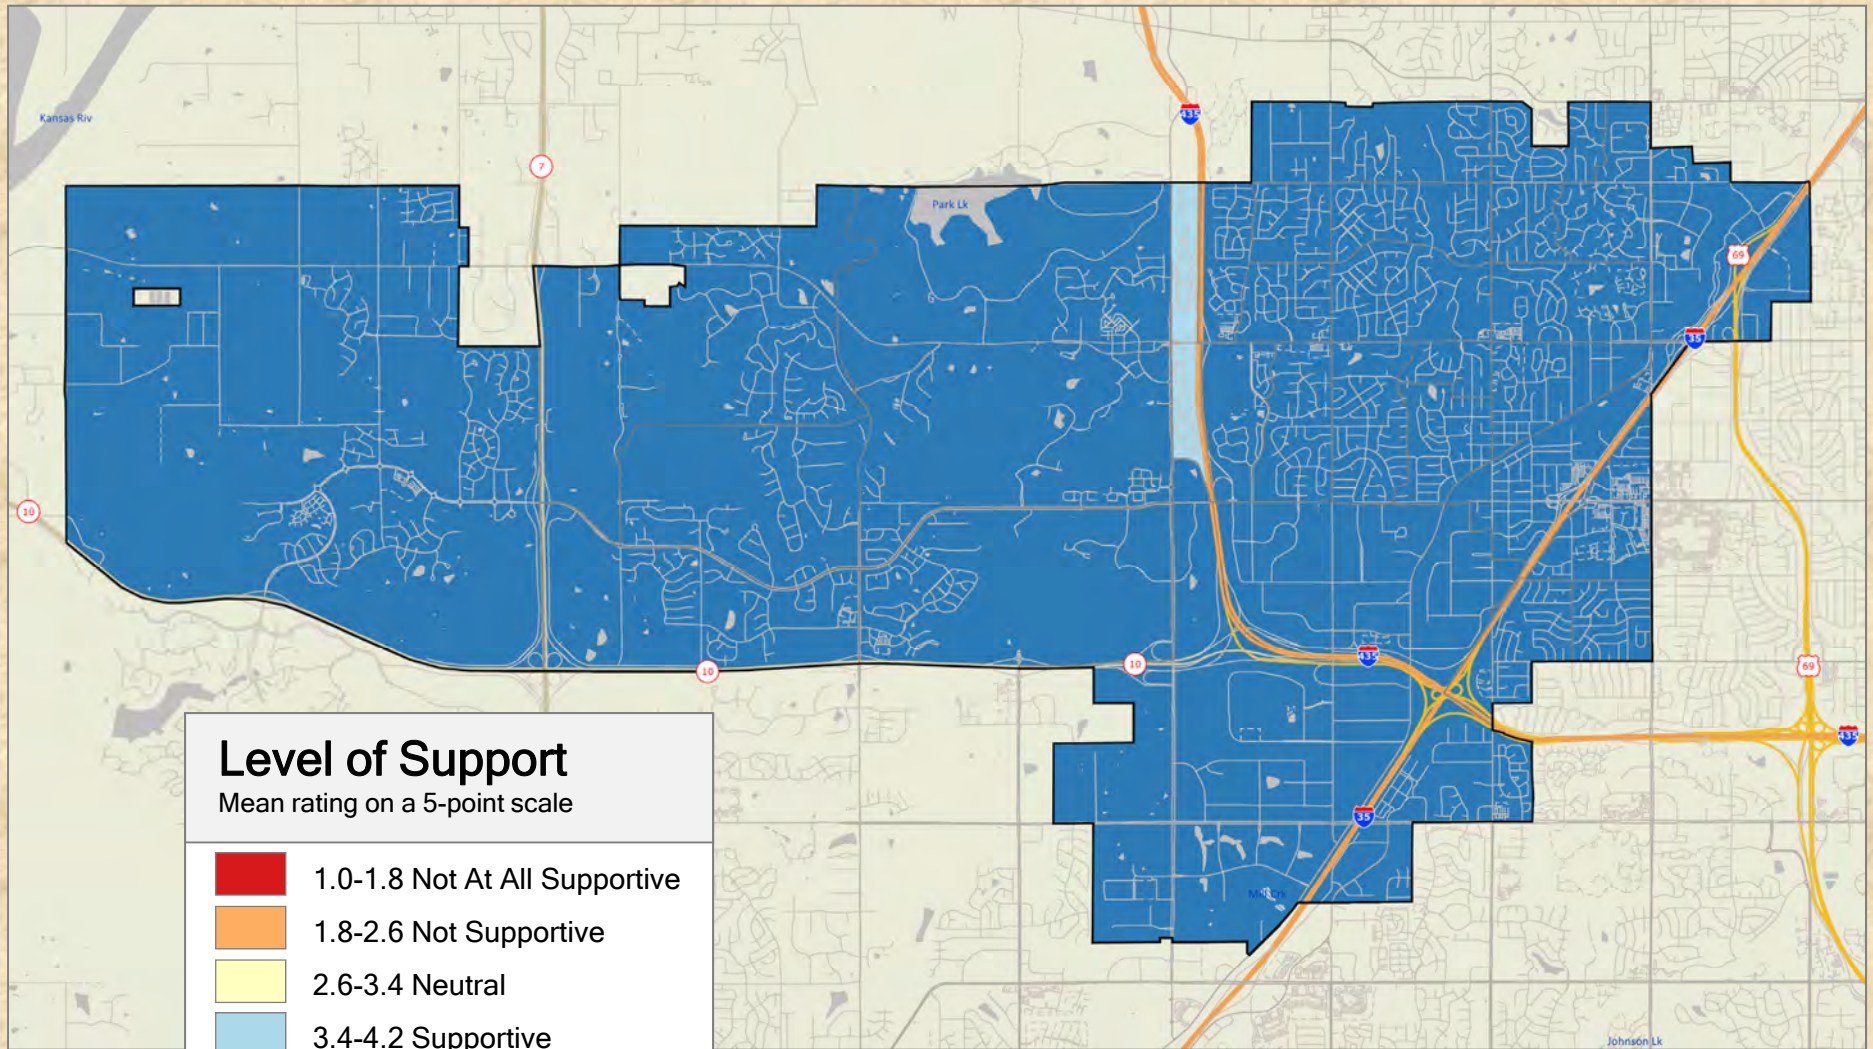 Kansas Riv
435
7
Park Lk
69
35
10
10
10
435
69
435
35
Mill Crk
Johnson Lk
Level of Support
Mean rating on a 5-point scale
1.0-1.8 Not At All Supportive
1.8-2.6 Not Supportive
2.6-3.4 Neutral
3.4-4.2 Supportive